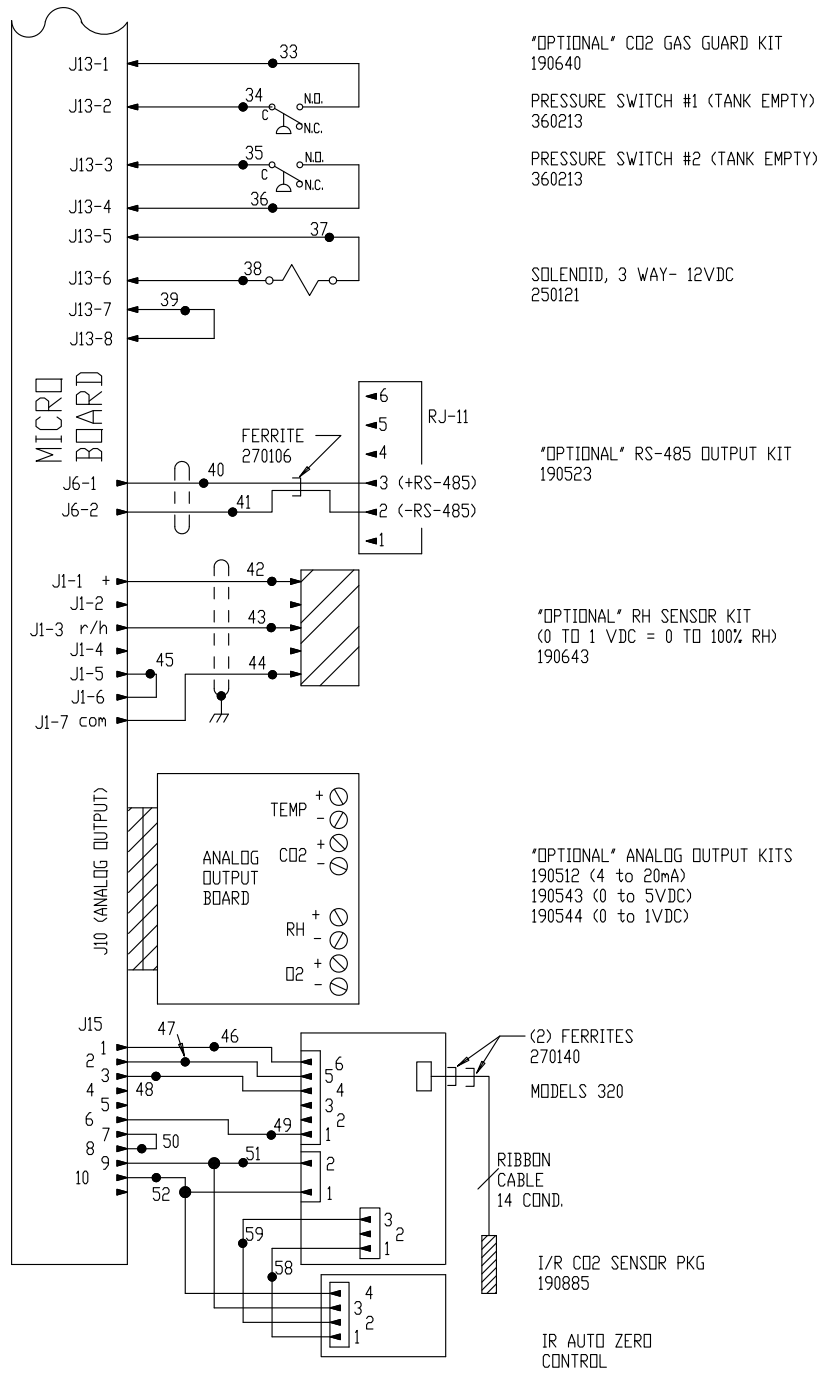 J13-1
33
"OPTIONAL" CO2 GAS GUARD KIT
190640
J13-2
34
N.O.
C
N.C.
PRESSURE SWITCH #1 (TANK EMPTY)
360213
J13-3
35
N.O.
C
N.C.
PRESSURE SWITCH #2 (TANK EMPTY)
360213
J13-4
36
J13-5
37
J13-6
38
SOLENOID, 3 WAY- 12VDC
250121
J13-7
39
J13-8
MICRO
BOARD
6
5
4
3 (+RS-485)
2 (-RS-485)
1
RJ-11
FERRITE
270106
"OPTIONAL" RS-485 OUTPUT KIT
190523
J6-1
40
J6-2
41
J1-1 +
42
J1-2
J1-3 r/h
43
J1-4
J1-5
45
44
J1-6
J1-7 com
"OPTIONAL" RH SENSOR KIT
(0 TO 1 VDC = 0 TO 100% RH)
190643
J10 (ANALOG OUTPUT)
ANALOG
OUTPUT
BOARD
TEMP + -
CO2 + -
RH + -
O2 + -
"OPTIONAL" ANALOG OUTPUT KITS
190512 (4 to 20mA)
190543 (0 to 5VDC)
190544 (0 to 1VDC)
J15
1
2
3
4
5
6
7
8
9
10
47
46
48
49
50
51
52
6
5
4
3
2
1
2
1
3
2
1
59
58
4
3
2
1
(2) FERRITES
270140
MODELS 320
RIBBON
CABLE
14 COND.
I/R CO2 SENSOR PKG
190885
IR AUTO ZERO
CONTROL